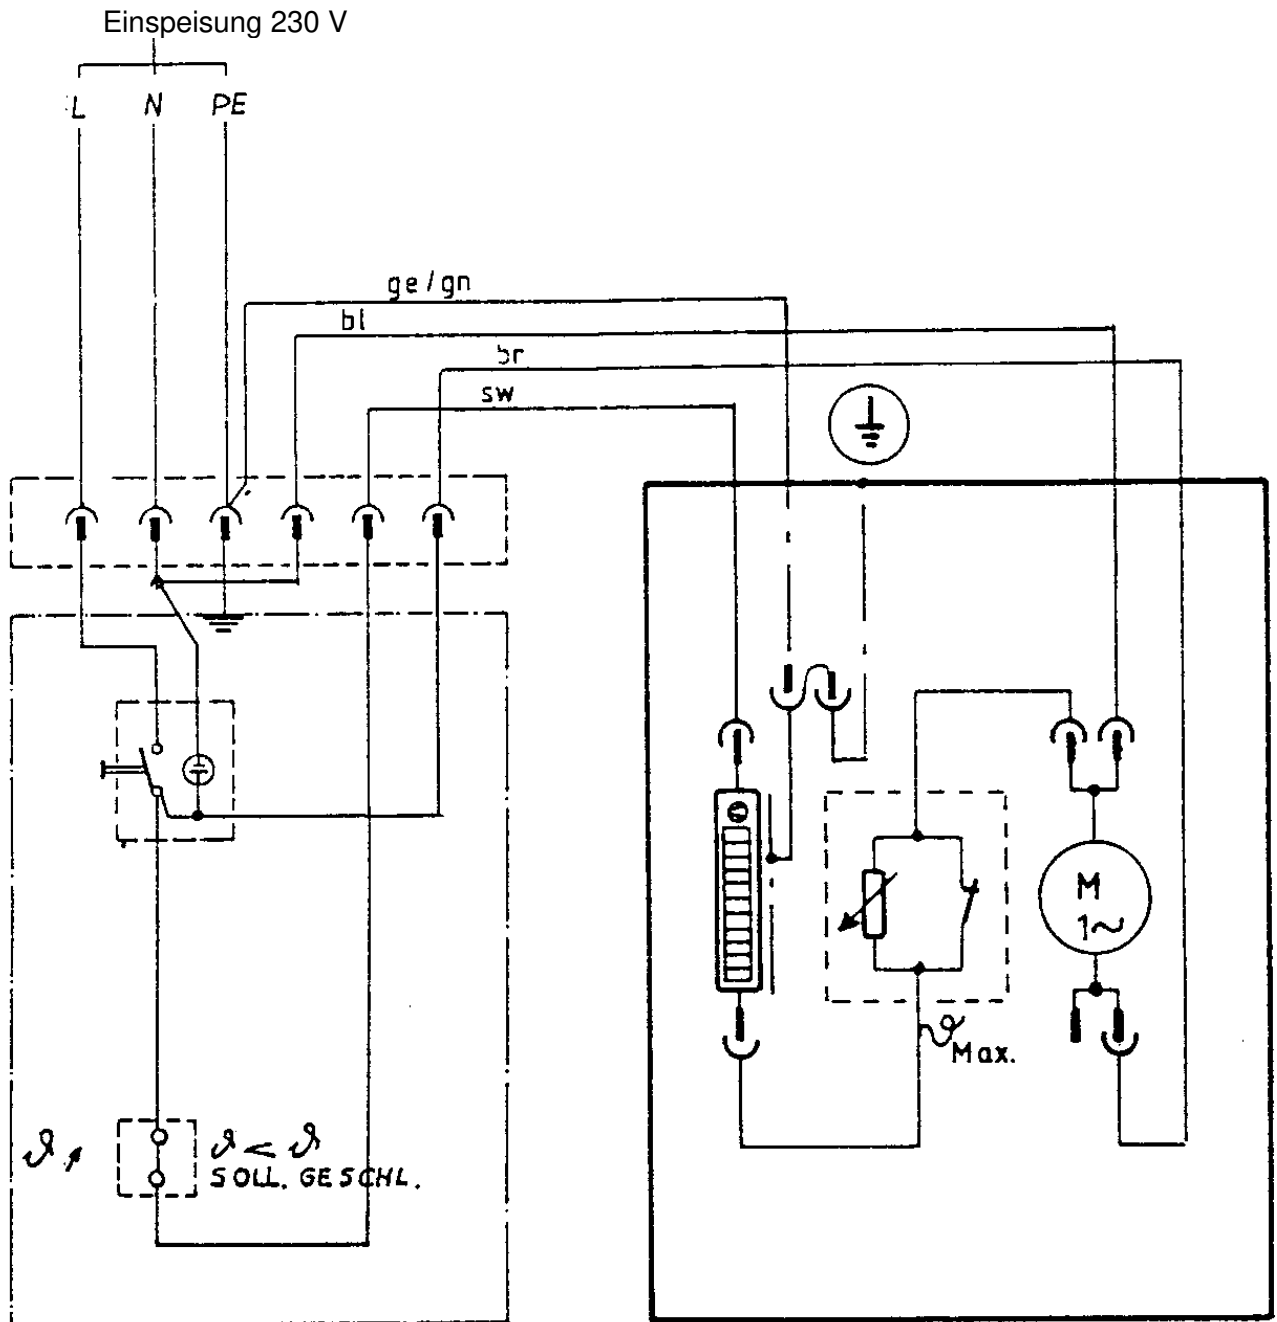 Einspeisung 230 V
L N PE
ge/gn
bl
br
sw
M
1~
ϑ Max.
ϑ ϑ < ϑ
SOLL. GESCHL.